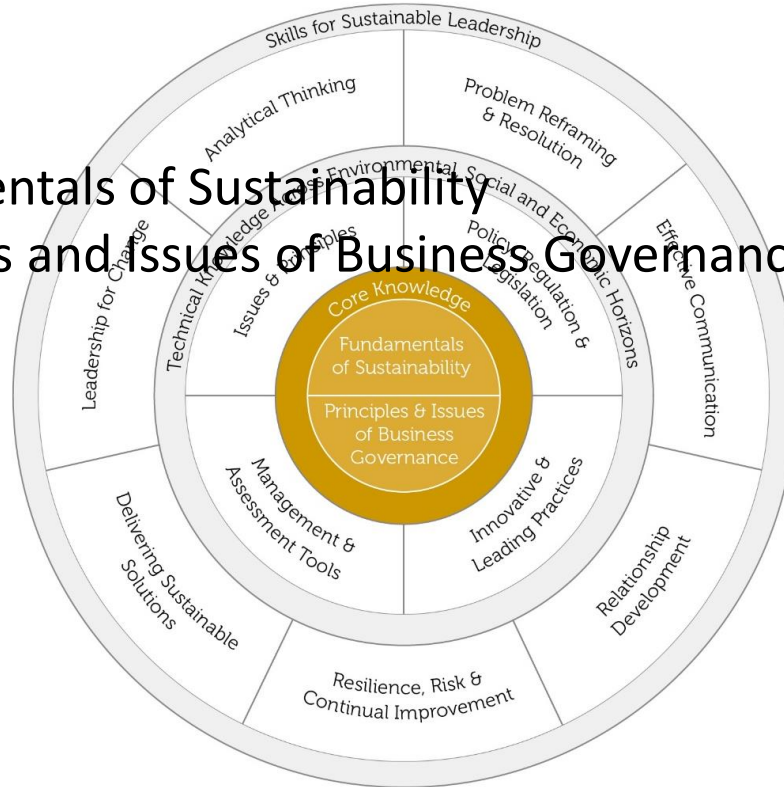 Skills for Sustainable Leadership
Analytical Thinking
Problem Reframing
& Resolution
entals of Sustainability
s and Issues of Business Governanc
Technical Knowledge Across Environmental, Social and Economic Horizons
Leadership for Change
Issues & Principles
Policy, Regulation &
Legislation
Effective Communication
Core Knowledge
Fundamentals
of Sustainability
Principles & Issues
of Business
Governance
Management &
Assessment Tools
Innovative &
Leading Practices
Delivering Sustainable
Solutions
Relationship
Development
Resilience, Risk &
Continual Improvement